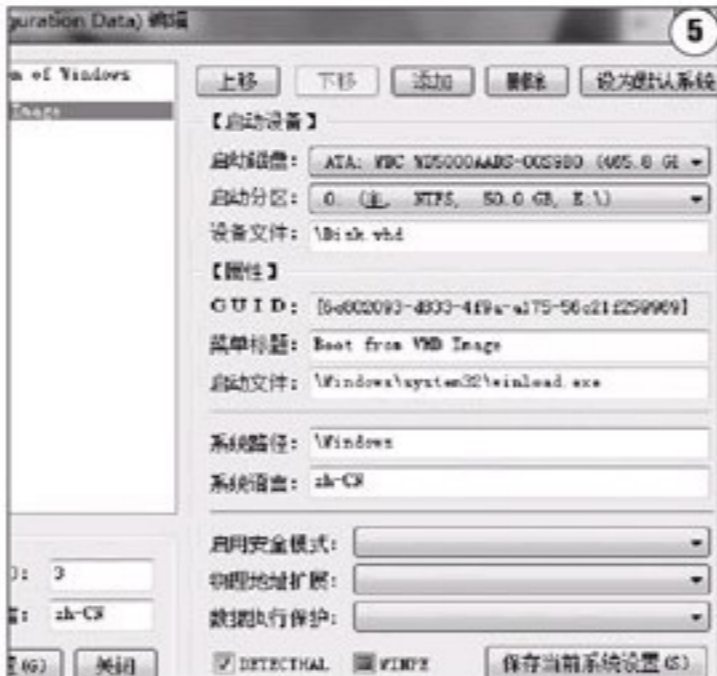 guration Data) 编辑
5
n of Windows
Image
上移 下移 添加 删除 设为默认系统
【启动设备】
启动磁盘: ATA: WDC WD5000AABS-00S9B0 (465.8 GB
启动分区: 0: (主, NTFS, 50.0 GB, E:\)
设备文件: \Disk.vhd
【属性】
GUID:
菜单标题: Boot from VHD Image
启动文件: \Windows\system32\winload.exe
系统路径: \Windows
系统语言: zh-CN
启用安全模式:
物理地址扩展:
数据执行保护:
3
zh-CN
(G) 关闭
DETECTHAL WINPE 保存当前系统设置(S)